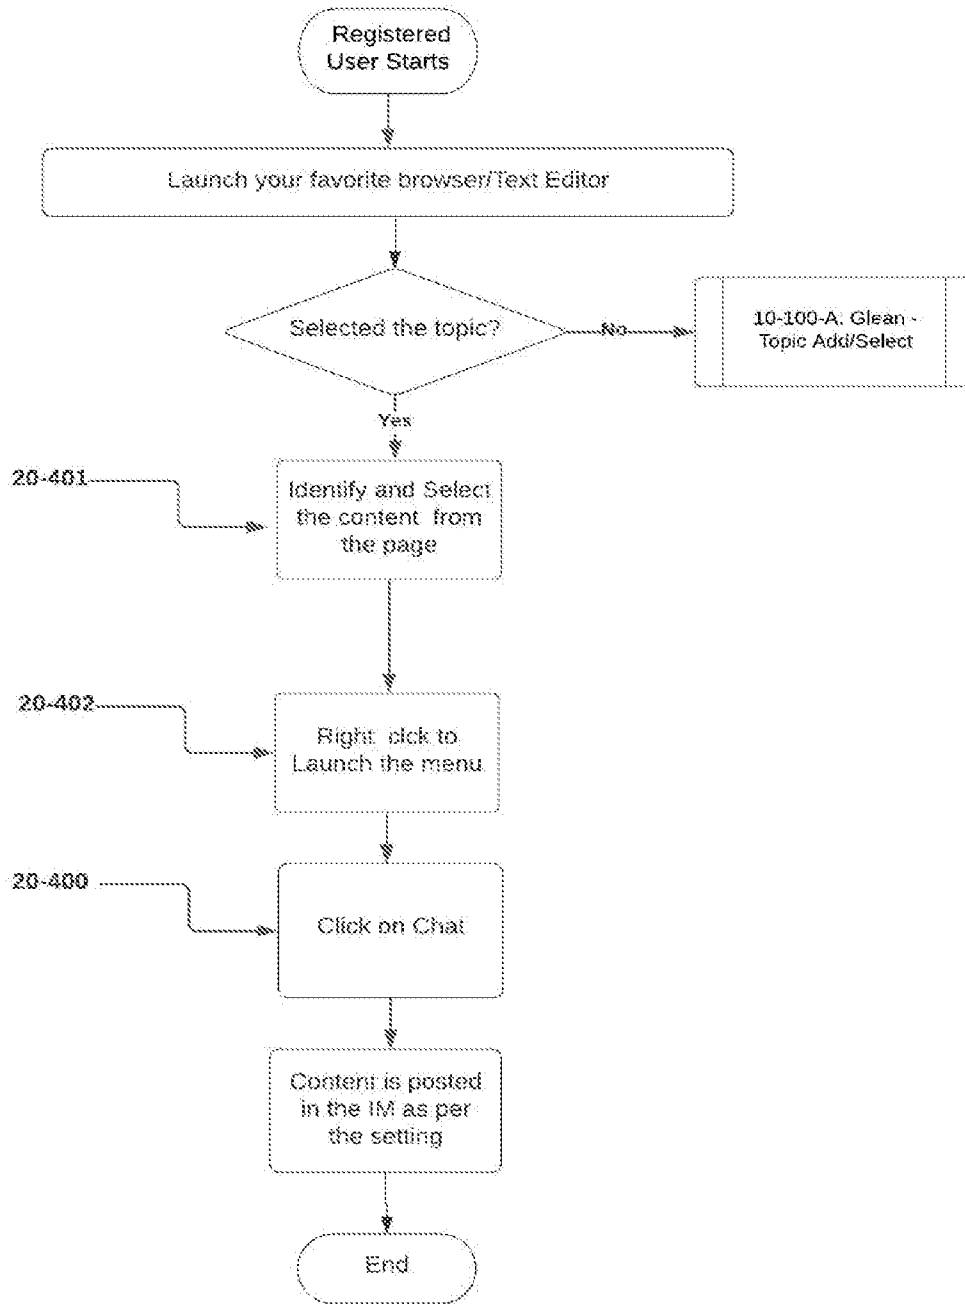 Registered
User Starts
Launch your favorite browser/Text Editor
Selected the topic?
No
10-100-A: Glean -
Topic Add/Select
Yes
20-401
Identify and Select
the content from
the page
20-402
Right clck to
Launch the menu
20-400
Click on Chat
Content is posted
in the IM as per
the setting
End